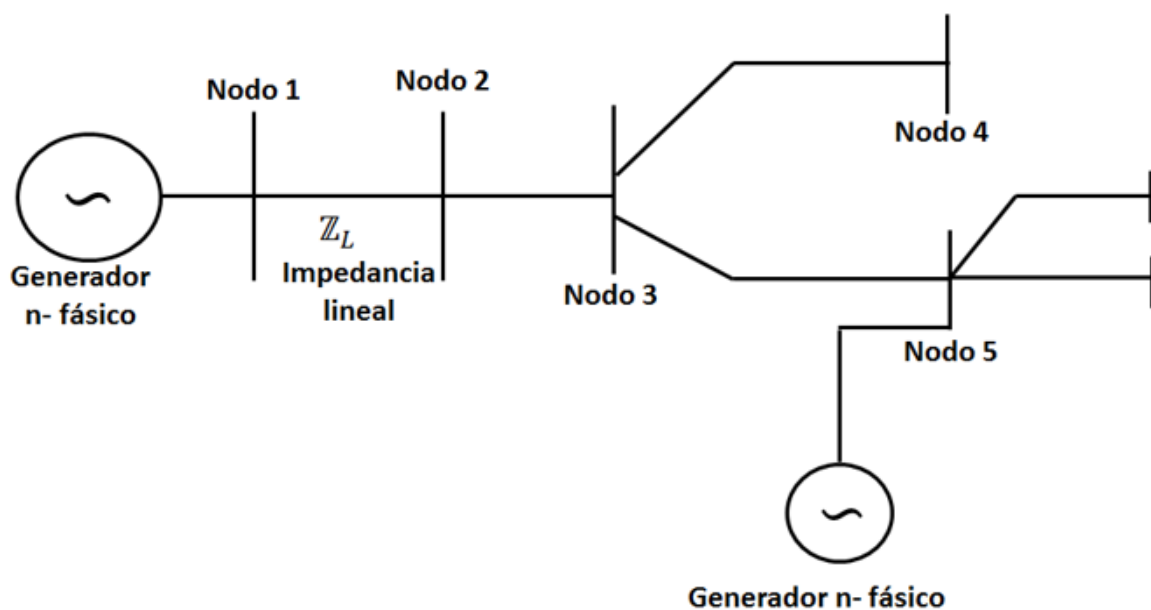 Nodo 1
Nodo 2
Nodo 4
ℤ_L
Impedancia
lineal
Generador
n- fásico
Nodo 3
Nodo 5
Generador n- fásico